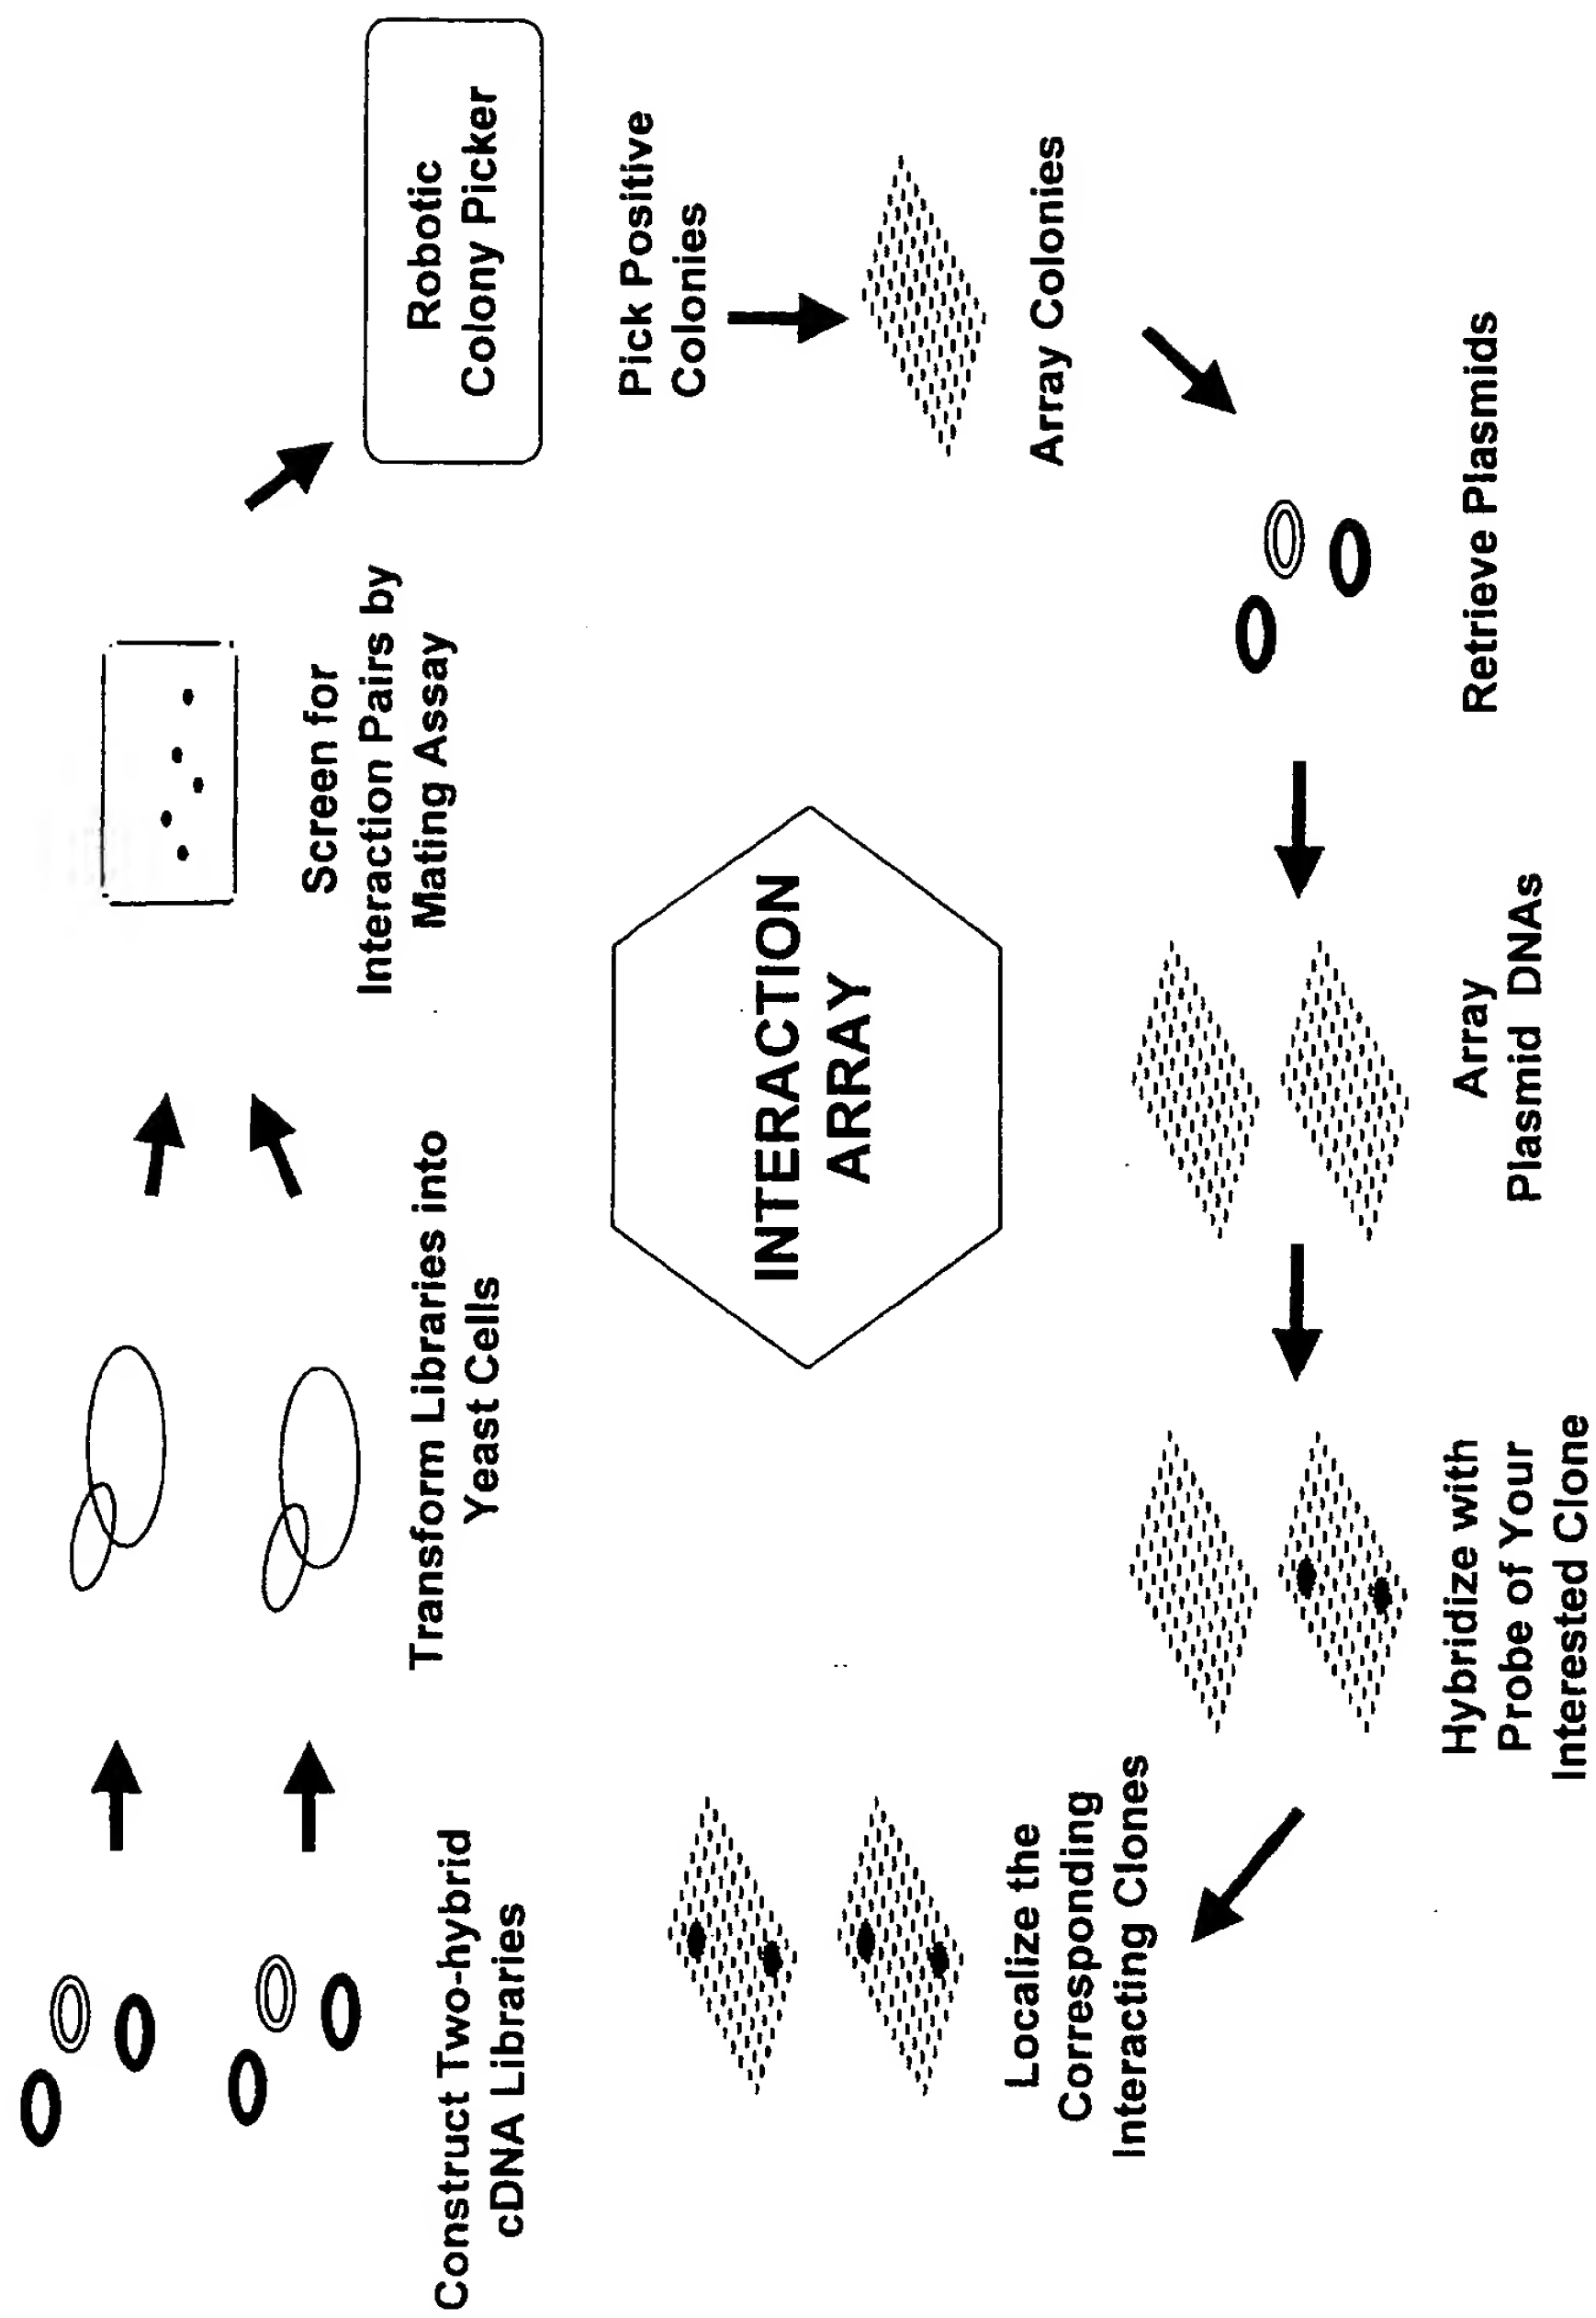 Construct Two-hybrid
cDNA Libraries
Transform Libraries into
Yeast Cells
Screen for
Interaction Pairs by
Mating Assay
Robotic
Colony Picker
Pick Positive
Colonies
Array Colonies
Retrieve Plasmids
Array
Plasmid DNAs
Hybridize with
Probe of Your
Interested Clone
Localize the
Corresponding
Interacting Clones
INTERACTION
ARRAY